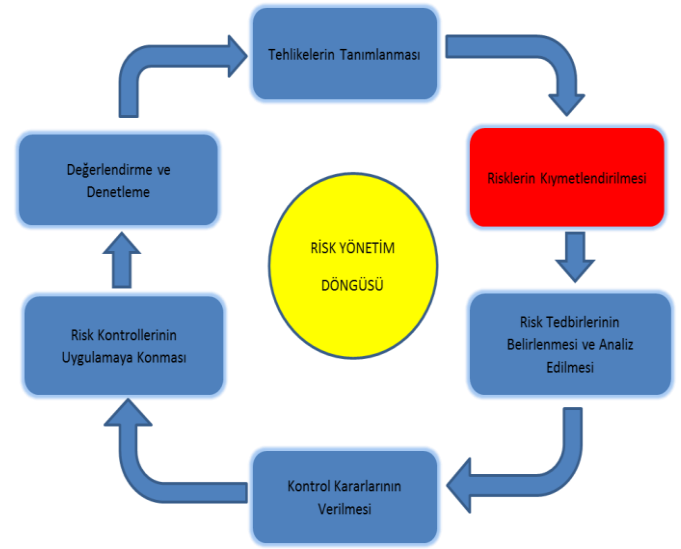 Tehlikelerin Tanımlanması
Risklerin Kıymetlendirilmesi
Risk Tedbirlerinin
Belirlenmesi ve Analiz
Edilmesi
Kontrol Kararlarının
Verilmesi
Risk Kontrollerinin
Uygulamaya Konması
Değerlendirme ve
Denetleme
RİSK YÖNETİM
DÖNGÜSÜ